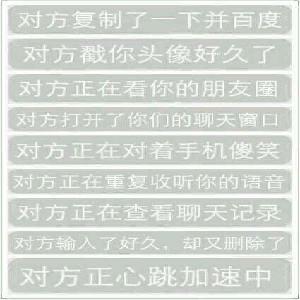 对方复制了一下并百度
对方戳你头像好久了
对方正在看你的朋友圈
对方打开了你们的聊天窗口
对方正在对着手机傻笑
对方正在重复收听你的语音
对方正在查看聊天记录
对方输入了好久，却又删除了
对方正心跳加速中